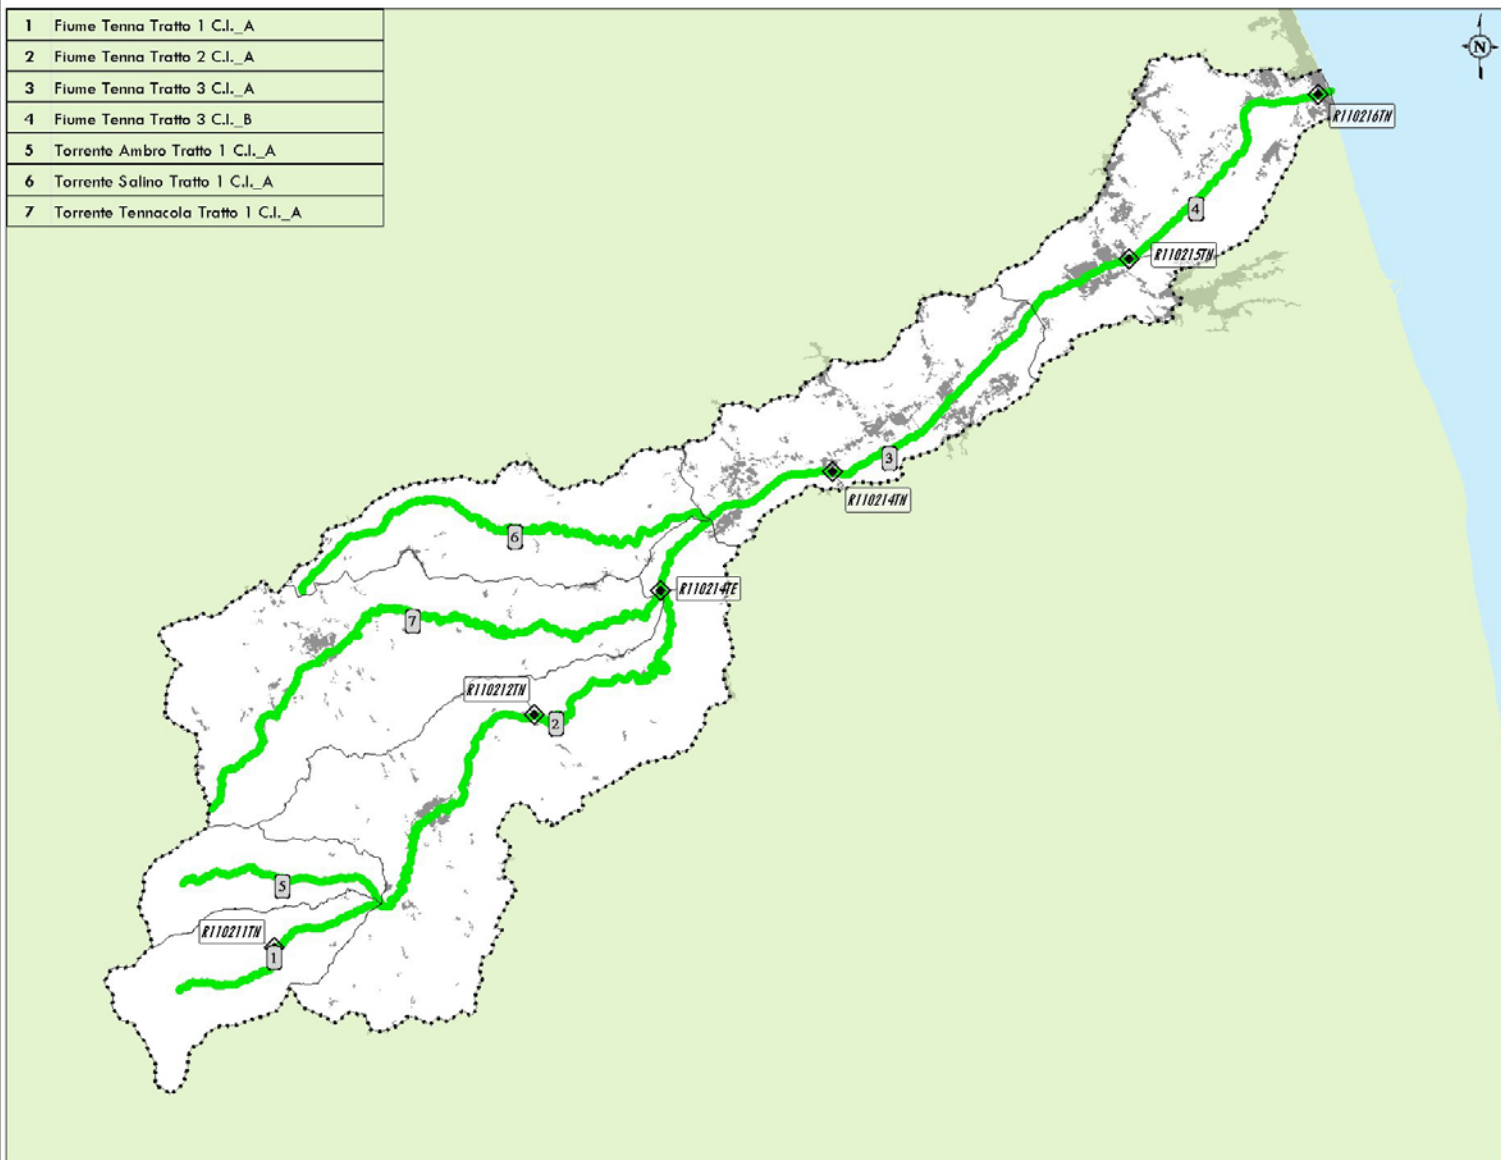 1 Fiume Tenna Tratto 1 C.I._A
2 Fiume Tenna Tratto 2 C.I._A
3 Fiume Tenna Tratto 3 C.I._A
4 Fiume Tenna Tratto 3 C.I._B
5 Torrente Ambro Tratto 1 C.I._A
6 Torrente Salino Tratto 1 C.I._A
7 Torrente Tennacola Tratto 1 C.I._A
N
R110216TN
4
R110215TN
3
R110214TN
6
R110214TE
7
R110212TN
2
5
R110211TN
1